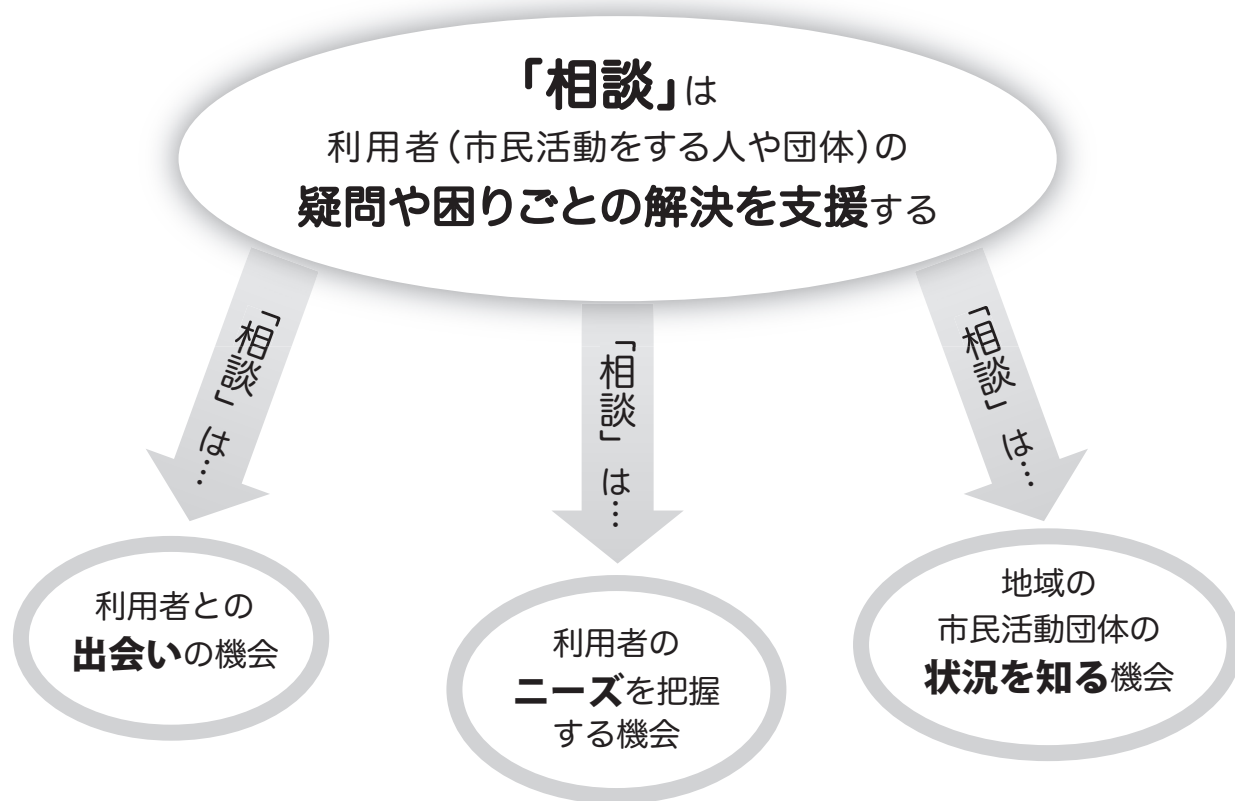 「相談」は
利用者（市民活動をする人や団体）の
疑問や困りごとの解決を支援する
「相談」は…
利用者との
出会いの機会
「相談」は…
利用者の
ニーズを把握
する機会
「相談」は…
地域の
市民活動団体の
状況を知る機会